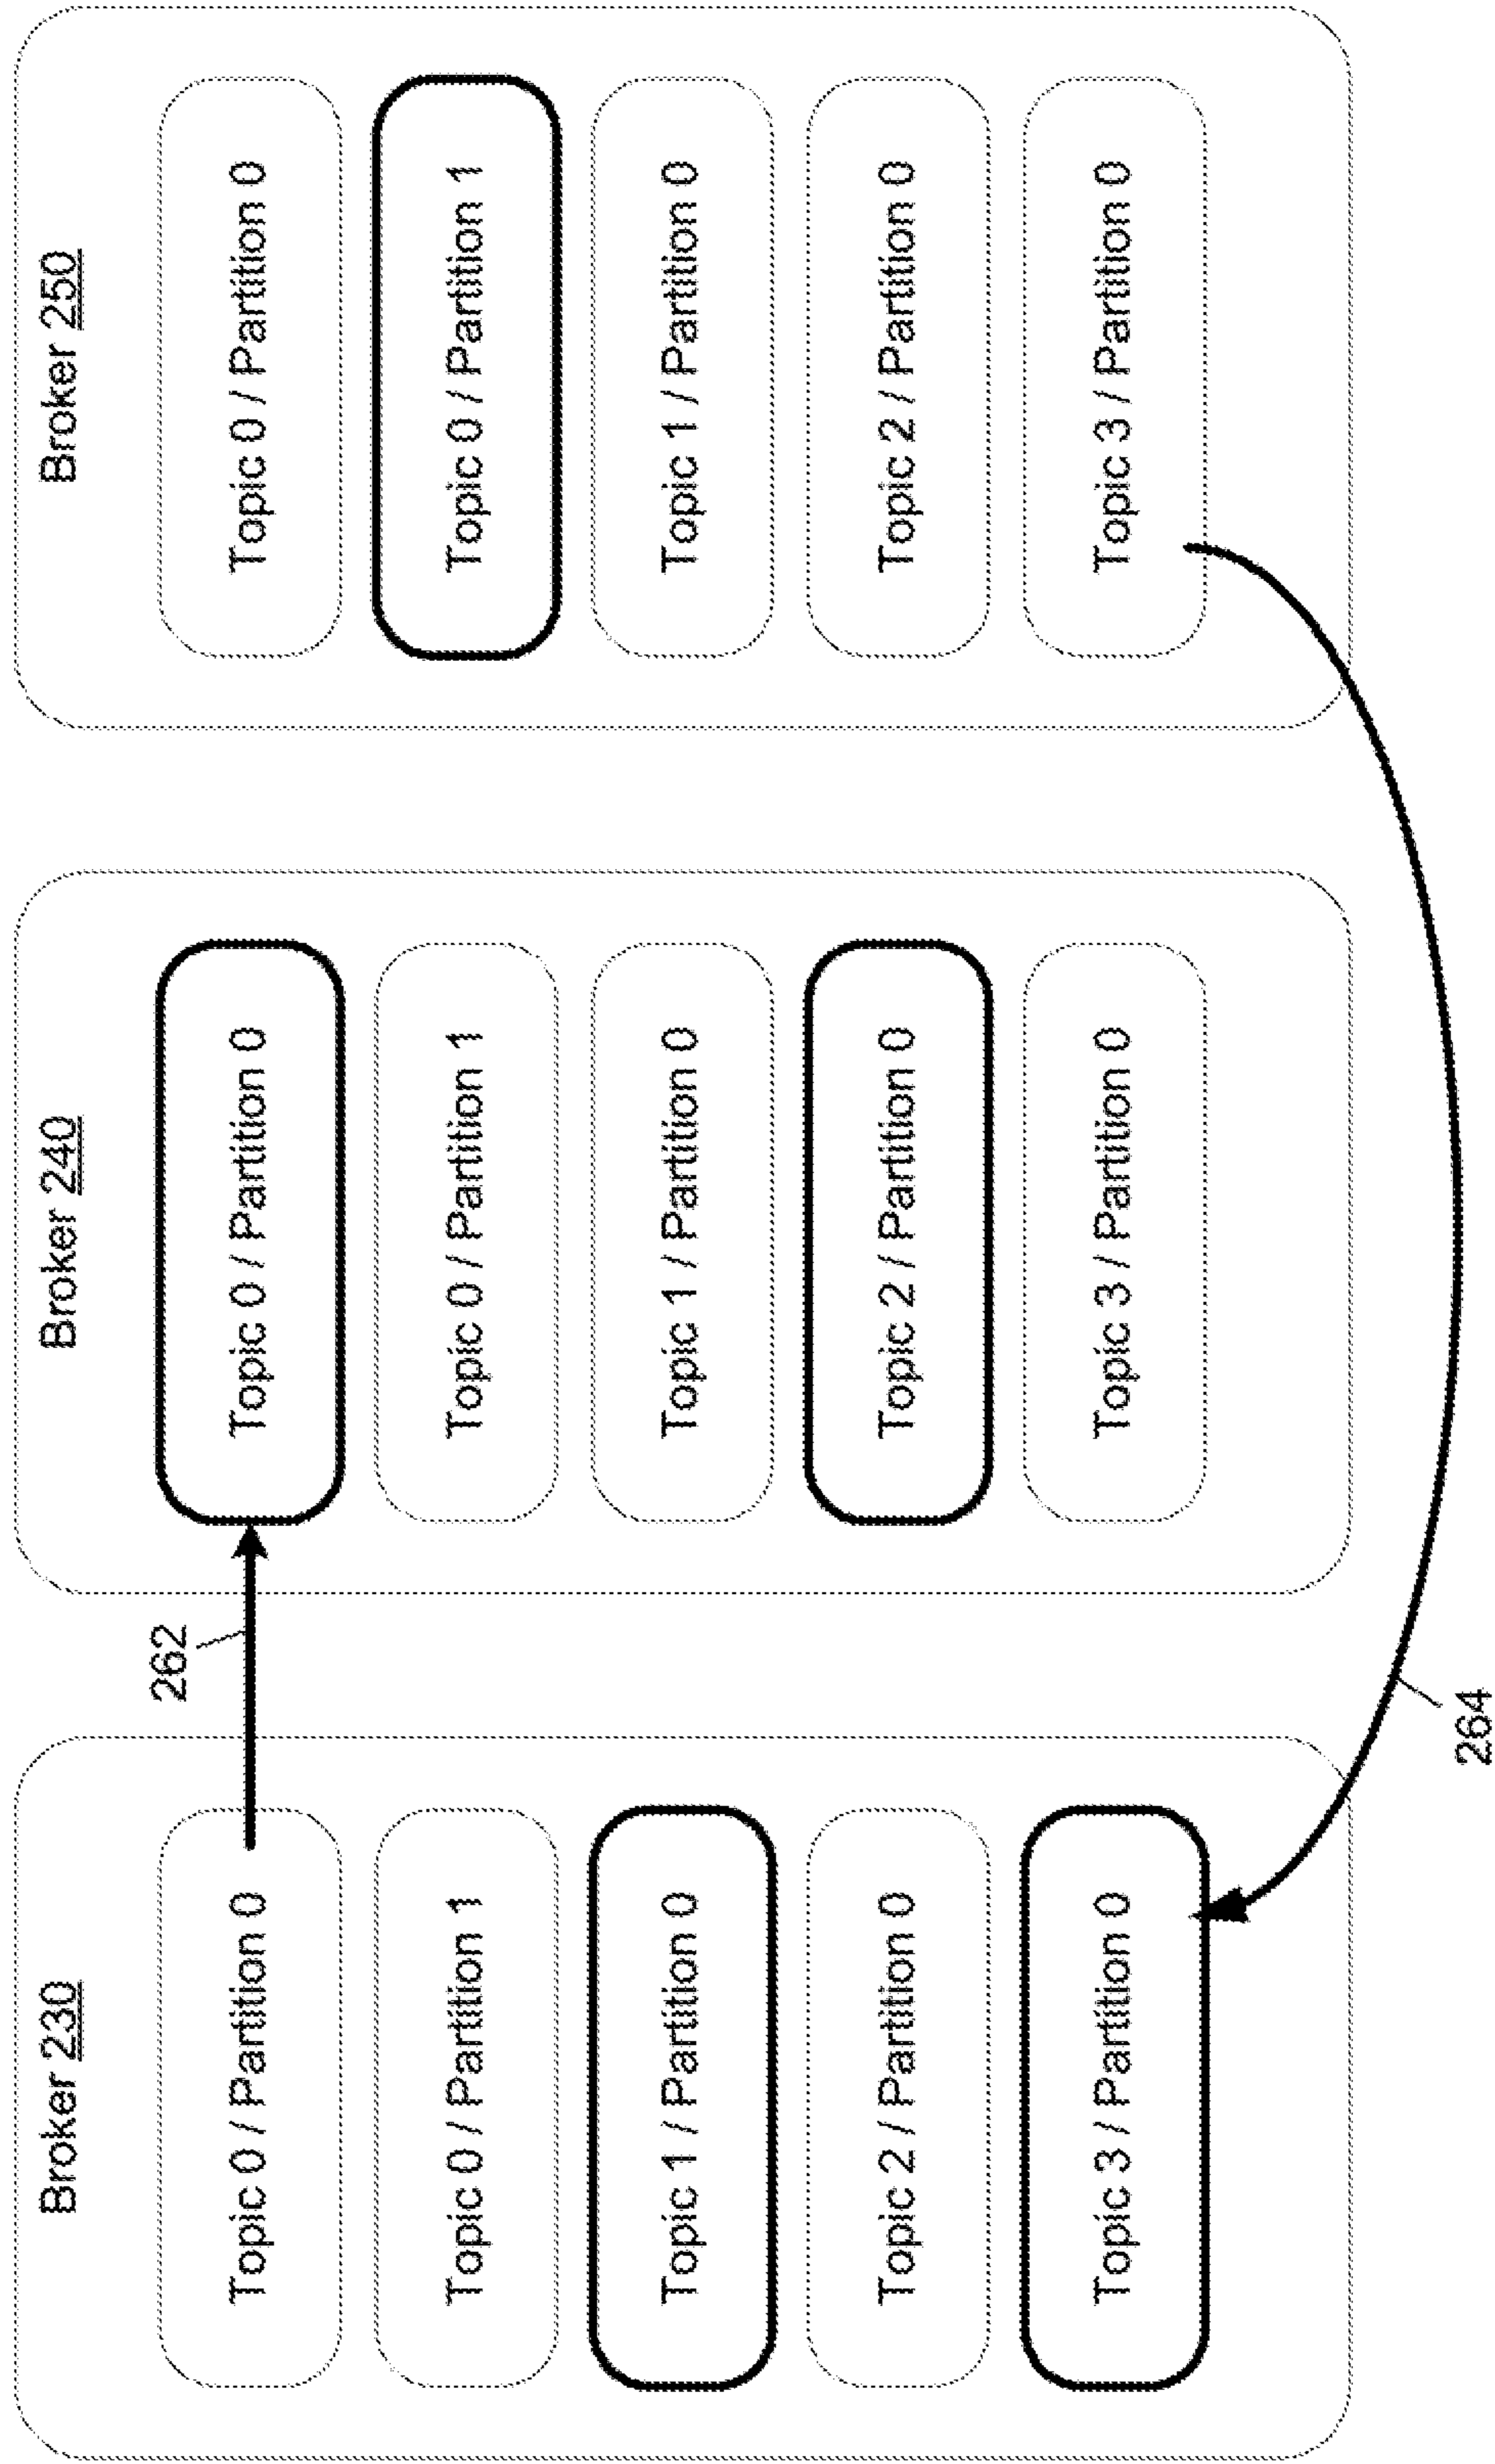 Broker 230
Topic 0 / Partition 0
Topic 0 / Partition 1
Topic 1 / Partition 0
Topic 2 / Partition 0
Topic 3 / Partition 0
262
Broker 240
Topic 0 / Partition 0
Topic 0 / Partition 1
Topic 1 / Partition 0
Topic 2 / Partition 0
Topic 3 / Partition 0
Broker 250
Topic 0 / Partition 0
Topic 0 / Partition 1
Topic 1 / Partition 0
Topic 2 / Partition 0
Topic 3 / Partition 0
264